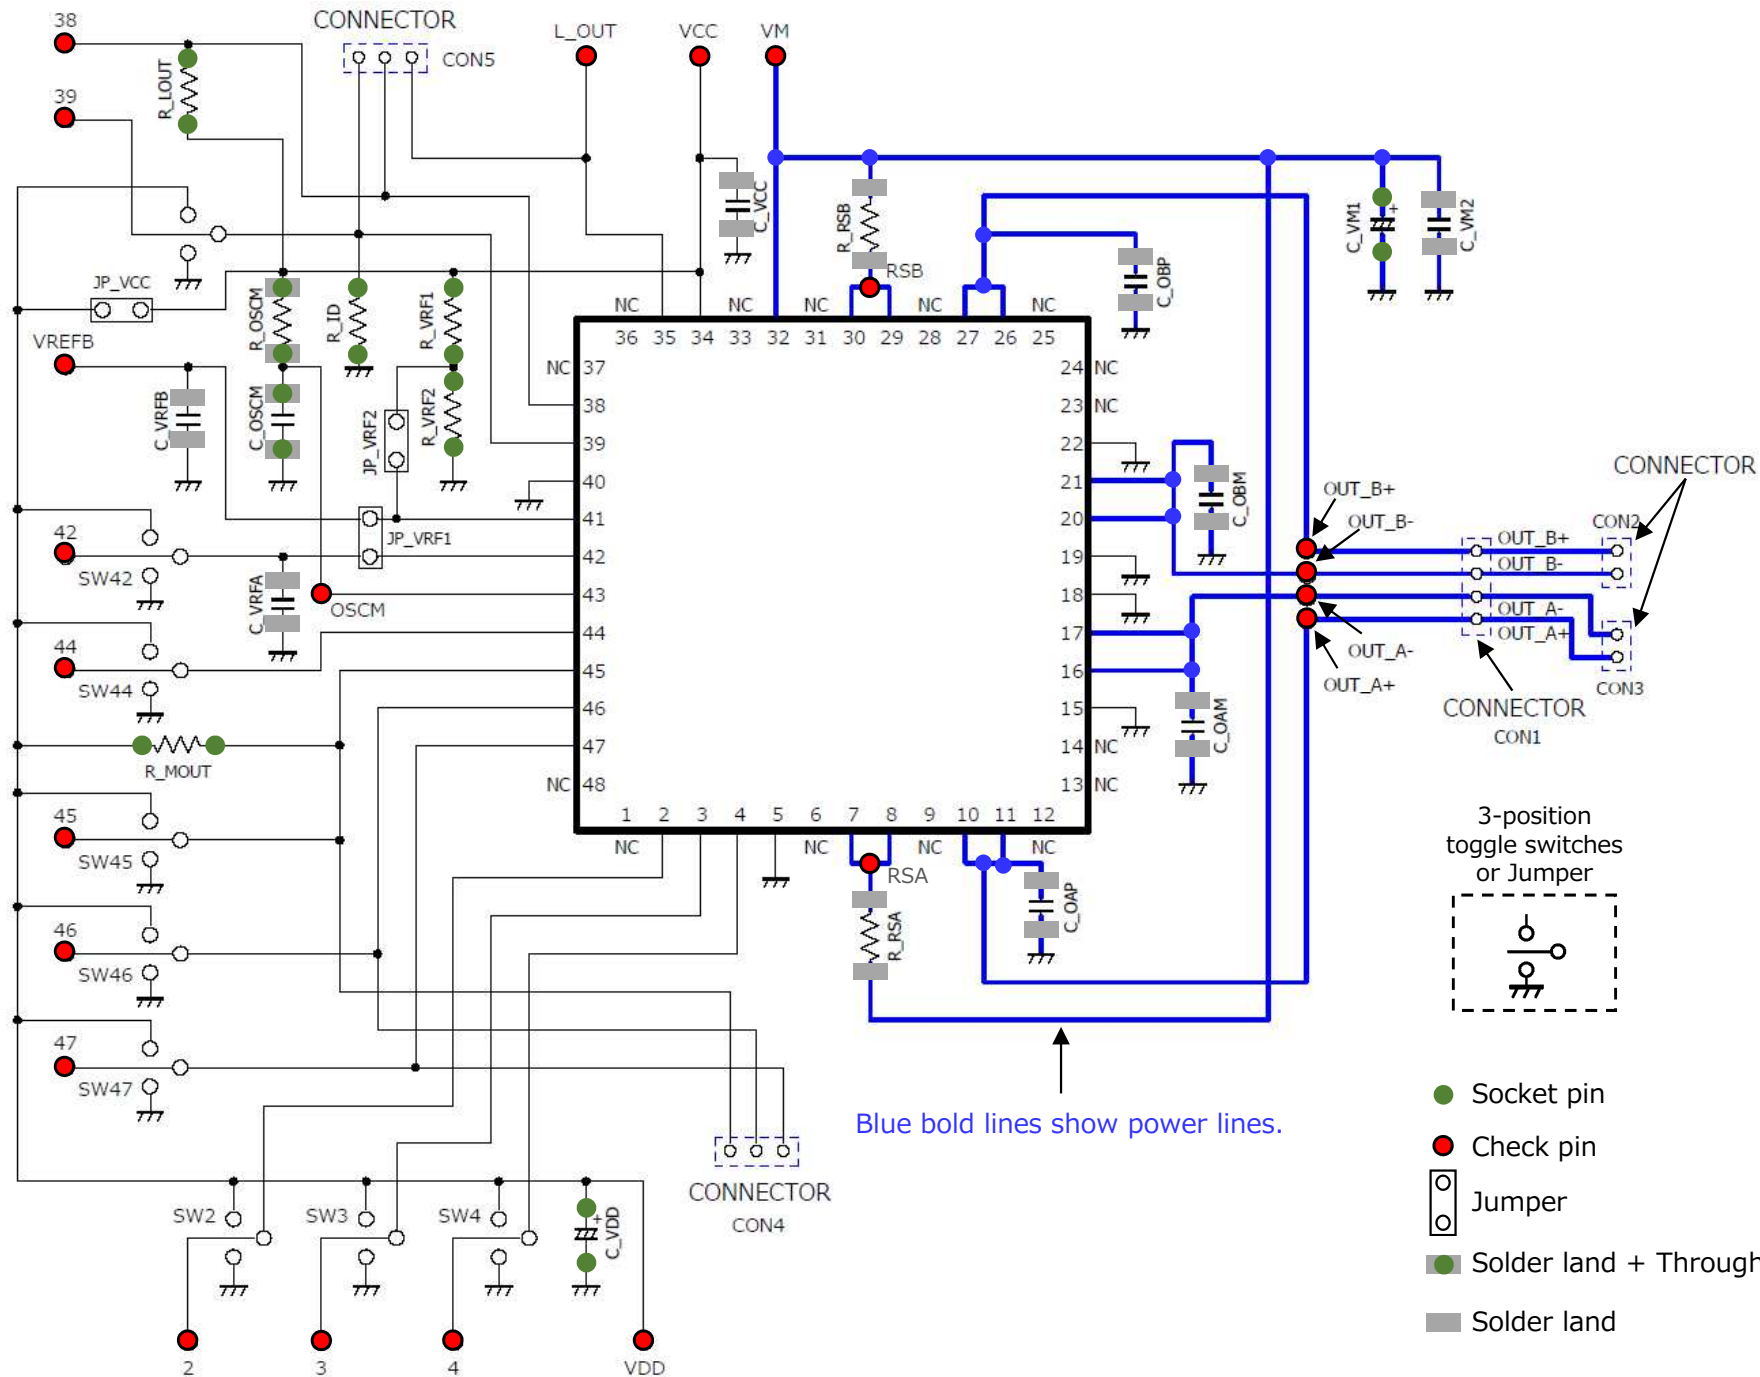 38
CONNECTOR
CON5
L_OUT
VCC
VM
R_LOUT
39
C_VCC
R_RSB
RSB
C_OBP
C_VM1
+
C_VM2
JP_VCC
VREFB
R_OSCM
R_ID
R_VRF1
C_VRFB
C_OSCM
JP_VRF2
R_VRF2
NC
NC
NC
NC
NC
36 35 34 33 32 31 30 29 28 27 26 25
NC 37
38
39
40
41
42
43
44
45
46
47
NC 48
24 NC
23 NC
22
21
20
19
18
17
16
15
14 NC
13 NC
1 2 3 4 5 6 7 8 9 10 11 12
NC
NC
NC
NC
JP_VRF1
42
SW42
C_VRFA
OSCM
44
SW44
R_MOUT
45
SW45
46
SW46
47
SW47
C_OBM
C_OAM
RSA
R_RSA
C_OAP
OUT_B+
OUT_B-
OUT_A-
OUT_A+
CONNECTOR
CON2
OUT_B+
OUT_B-
OUT_A-
OUT_A+
CON3
CONNECTOR
CON1
3-position
toggle switches
or Jumper
Blue bold lines show power lines.
Socket pin
Check pin
Jumper
Solder land + Through
Solder land
CONNECTOR
CON4
SW2
SW3
SW4
+
C_VDD
2
3
4
VDD